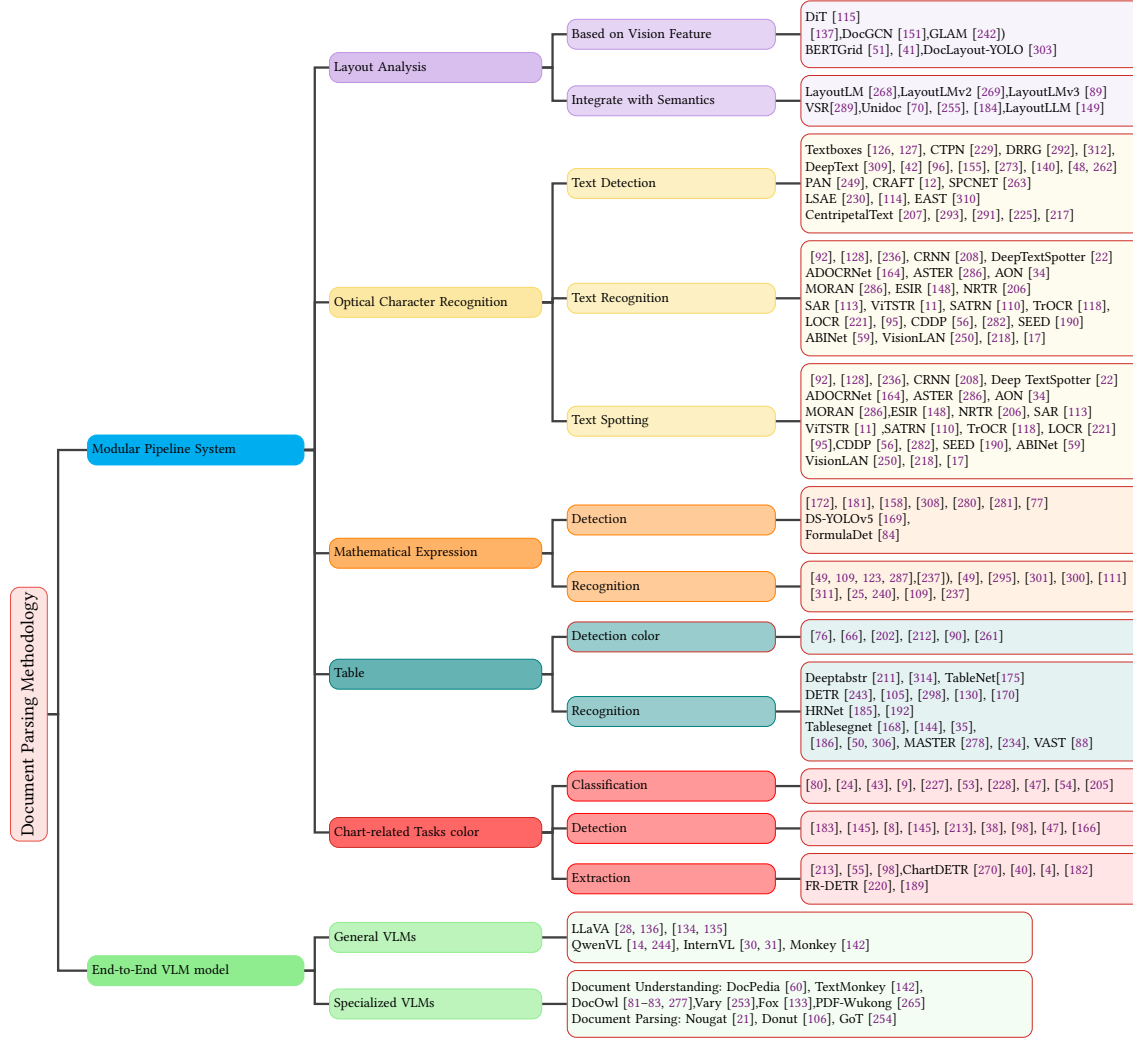 Document Parsing Methodology
Modular Pipeline System
Layout Analysis
Based on Vision Feature
DiT [115]
[137],DocGCN [151],GLAM [242])
BERTGrid [51], [41],DocLayout-YOLO [303]
Integrate with Semantics
LayoutLM [268],LayoutLMv2 [269],LayoutLMv3 [89]
VSR[289],Unidoc [70], [255], [184],LayoutLLM [149]
Optical Character Recognition
Text Detection
Textboxes [126, 127], CTPN [229], DRRG [292], [312],
DeepText [309], [42] [96], [155], [273], [140], [48, 262]
PAN [249], CRAFT [12], SPCNET [263]
LSAE [230], [114], EAST [310]
CentripetalText [207], [293], [291], [225], [217]
Text Recognition
[92], [128], [236], CRNN [208], DeepTextSpotter [22]
ADOCRNet [164], ASTER [286], AON [34]
MORAN [286], ESIR [148], NRTR [206]
SAR [113], ViTSTR [11], SATRN [110], TrOCR [118],
LOCR [221], [95], CDDP [56], [282], SEED [190]
ABINet [59], VisionLAN [250], [218], [17]
Text Spotting
[92], [128], [236], CRNN [208], Deep TextSpotter [22]
ADOCRNet [164], ASTER [286], AON [34]
MORAN [286],ESIR [148], NRTR [206], SAR [113]
ViTSTR [11] ,SATRN [110], TrOCR [118], LOCR [221]
[95],CDDP [56], [282], SEED [190], ABINet [59]
VisionLAN [250], [218], [17]
Mathematical Expression
Detection
[172], [181], [158], [308], [280], [281], [77]
DS-YOLOv5 [169],
FormulaDet [84]
Recognition
[49, 109, 123, 287],[237]), [49], [295], [301], [300], [111]
[311], [25, 240], [109], [237]
Table
Detection color
[76], [66], [202], [212], [90], [261]
Recognition
Deeptabstr [211], [314], TableNet[175]
DETR [243], [105], [298], [130], [170]
HRNet [185], [192]
Tablesegnet [168], [144], [35],
[186], [50, 306], MASTER [278], [234], VAST [88]
Chart-related Tasks color
Classification
[80], [24], [43], [9], [227], [53], [228], [47], [54], [205]
Detection
[183], [145], [8], [145], [213], [38], [98], [47], [166]
Extraction
[213], [55], [98],ChartDETR [270], [40], [4], [182]
FR-DETR [220], [189]
End-to-End VLM model
General VLMs
LLaVA [28, 136], [134, 135]
QwenVL [14, 244], InternVL [30, 31], Monkey [142]
Specialized VLMs
Document Understanding: DocPedia [60], TextMonkey [142],
DocOwl [81–83, 277],Vary [253],Fox [133],PDF-Wukong [265]
Document Parsing: Nougat [21], Donut [106], GoT [254]